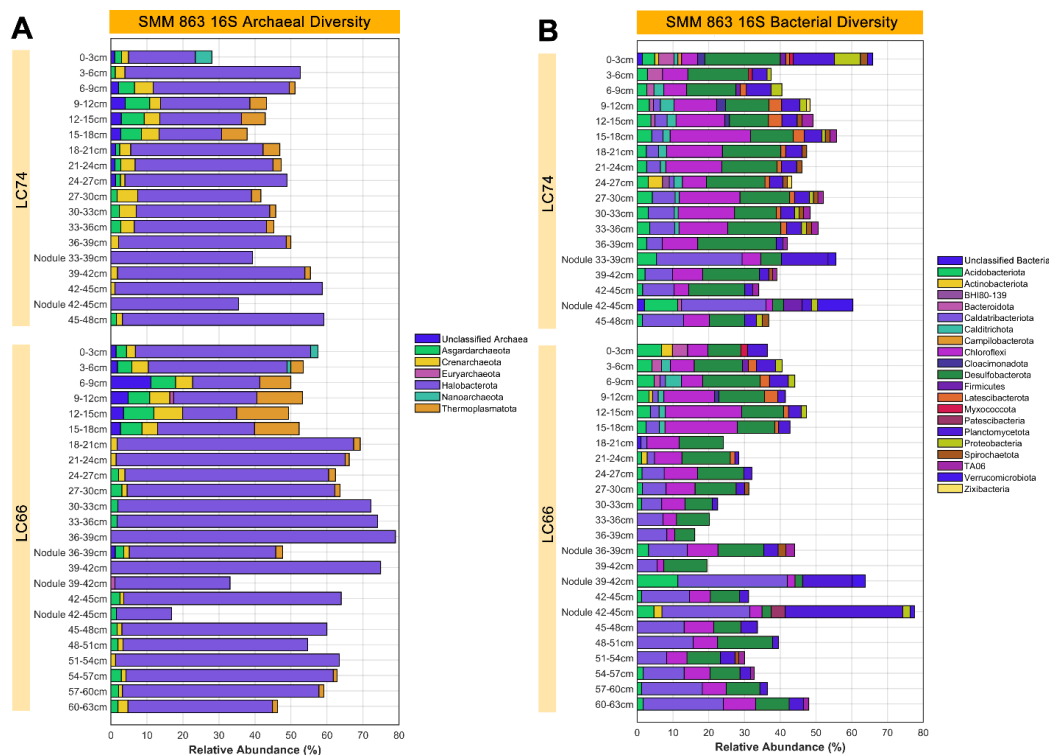 A
SMM 863 16S Archaeal Diversity
LC74
0-3cm
3-6cm
6-9cm
9-12cm
12-15cm
15-18cm
18-21cm
21-24cm
24-27cm
27-30cm
30-33cm
33-36cm
36-39cm
Nodule 33-39cm
39-42cm
42-45cm
Nodule 42-45cm
45-48cm
LC66
0-3cm
3-6cm
6-9cm
9-12cm
12-15cm
15-18cm
18-21cm
21-24cm
24-27cm
27-30cm
30-33cm
33-36cm
36-39cm
Nodule 36-39cm
39-42cm
Nodule 39-42cm
42-45cm
Nodule 42-45cm
45-48cm
48-51cm
51-54cm
54-57cm
57-60cm
60-63cm
0 10 20 30 40 50 60 70 80
Relative Abundance (%)
Unclassified Archaea
Asgardarchaeota
Crenarchaeota
Euryarchaeota
Halobacterota
Nanoarchaeota
Thermoplasmatota
B
SMM 863 16S Bacterial Diversity
LC74
0-3cm
3-6cm
6-9cm
9-12cm
12-15cm
15-18cm
18-21cm
21-24cm
24-27cm
27-30cm
30-33cm
33-36cm
36-39cm
Nodule 33-39cm
39-42cm
42-45cm
Nodule 42-45cm
45-48cm
LC66
0-3cm
3-6cm
6-9cm
9-12cm
12-15cm
15-18cm
18-21cm
21-24cm
24-27cm
27-30cm
30-33cm
33-36cm
36-39cm
Nodule 36-39cm
39-42cm
Nodule 39-42cm
42-45cm
Nodule 42-45cm
45-48cm
48-51cm
51-54cm
54-57cm
57-60cm
60-63cm
0 10 20 30 40 50 60 70 80
Relative Abundance (%)
Unclassified Bacteria
Acidobacteriota
Actinobacteriota
BHI80-139
Bacteroidota
Caldatribacteriota
Calditrichota
Campilobacterota
Chloroflexi
Cloacimonadota
Desulfobacterota
Firmicutes
Latescibacterota
Myxococcota
Patescibacteria
Planctomycetota
Proteobacteria
Spirochaetota
TA06
Verrucomicrobiota
Zixibacteria